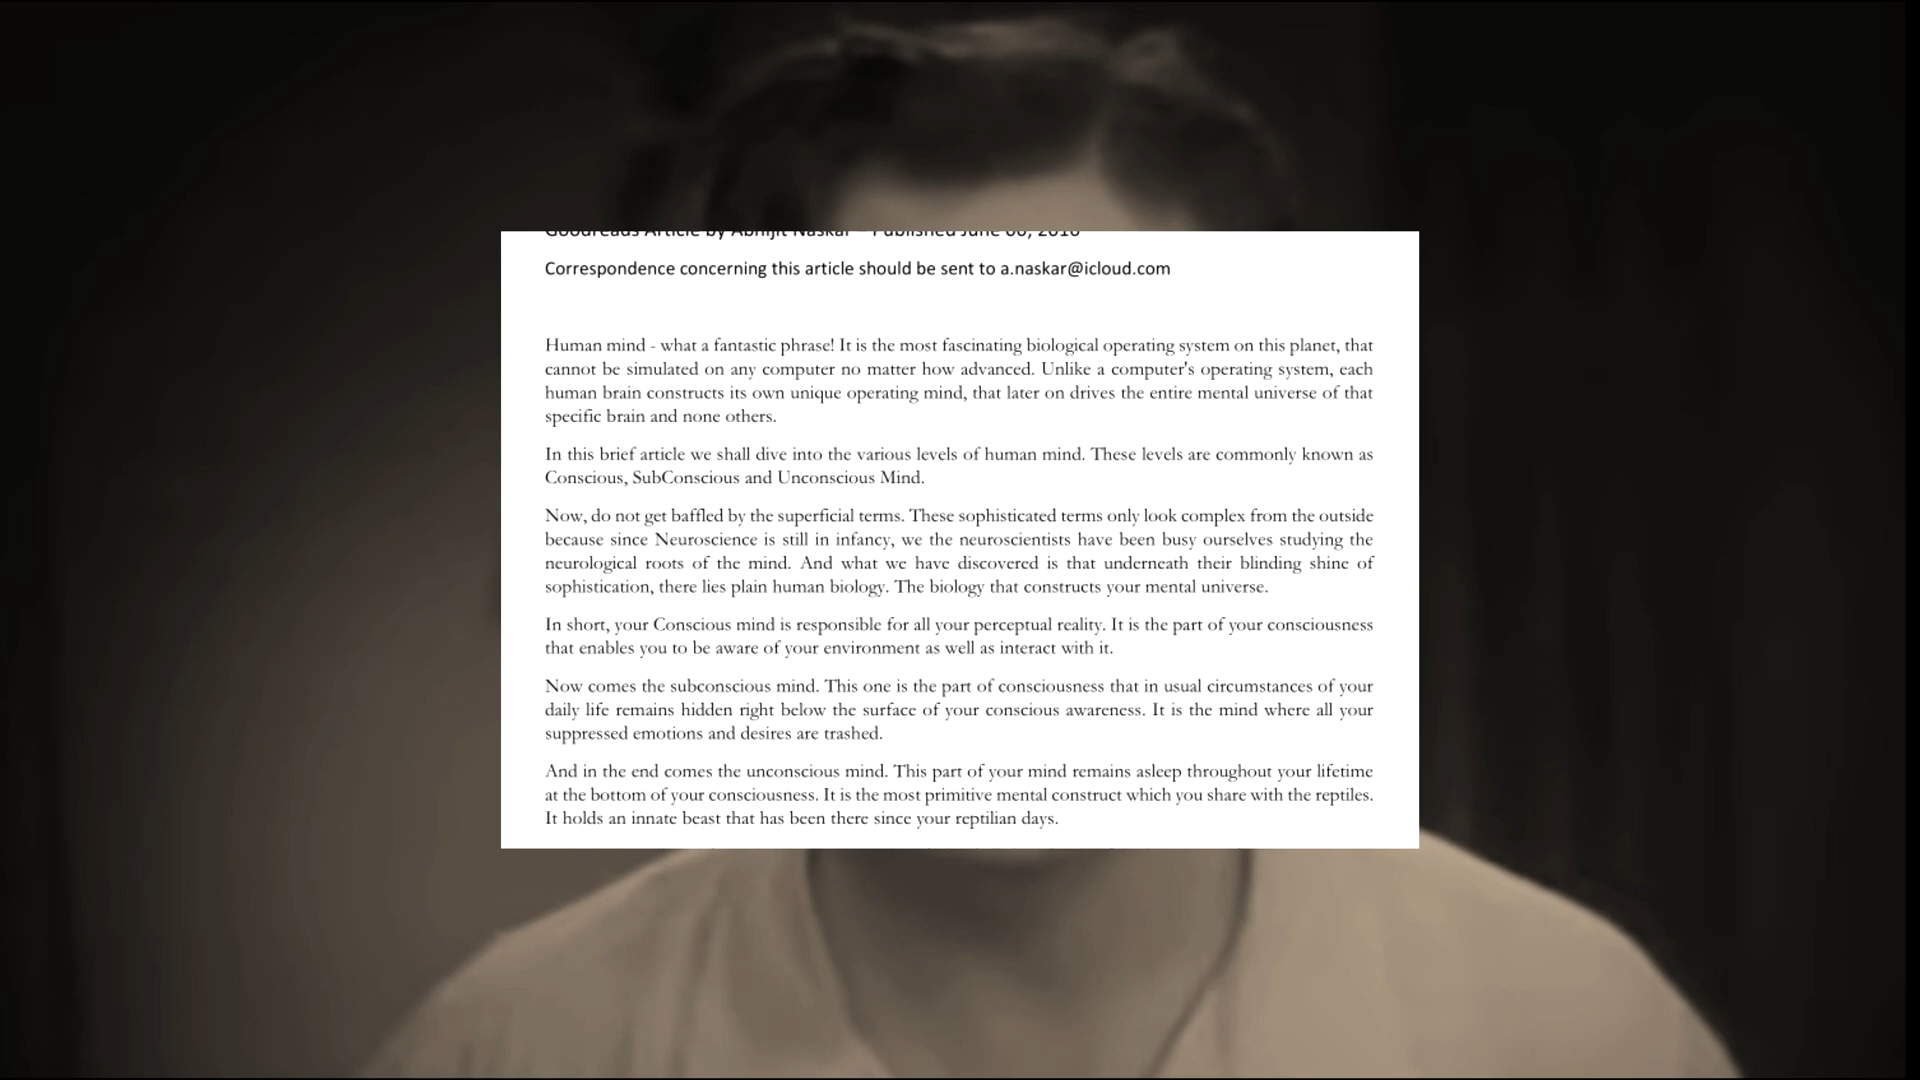 Goodreads Article by Abhijit Naskar
Correspondence concerning this article should be sent to a.naskar@icloud.com
Human mind - what a fantastic phrase! It is the most fascinating biological operating system on this planet, that
cannot be simulated on any computer no matter how advanced. Unlike a computer's operating system, each
human brain constructs its own unique operating mind, that later on drives the entire mental universe of that
specific brain and none others.
In this brief article we shall dive into the various levels of human mind. These levels are commonly known as
Conscious, SubConscious and Unconscious Mind.
Now, do not get baffled by the superficial terms. These sophisticated terms only look complex from the outside
because since Neuroscience is still in infancy, we the neuroscientists have been busy ourselves studying the
neurological roots of the mind. And what we have discovered is that underneath their blinding shine of
sophistication, there lies plain human biology. The biology that constructs your mental universe.
In short, your Conscious mind is responsible for all your perceptual reality. It is the part of your consciousness
that enables you to be aware of your environment as well as interact with it.
Now comes the subconscious mind. This one is the part of consciousness that in usual circumstances of your
daily life remains hidden right below the surface of your conscious awareness. It is the mind where all your
suppressed emotions and desires are trashed.
And in the end comes the unconscious mind. This part of your mind remains asleep throughout your lifetime
at the bottom of your consciousness. It is the most primitive mental construct which you share with the reptiles.
It holds an innate beast that has been there since your reptilian days.